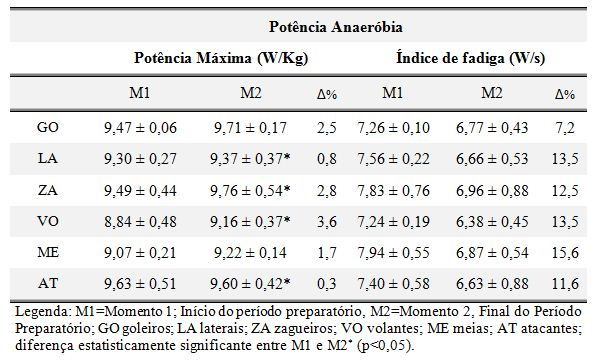 Potência Anaeróbia
Potência Máxima (W/Kg) Índice de fadiga (W/s)
M1 M2 Δ% M1 M2 Δ%
GO 9,47 ± 0,06 9,71 ± 0,17 2,5 7,26 ± 0,10 6,77 ± 0,43 7,2
LA 9,30 ± 0,27 9,37 ± 0,37* 0,8 7,56 ± 0,22 6,66 ± 0,53 13,5
ZA 9,49 ± 0,44 9,76 ± 0,54* 2,8 7,83 ± 0,76 6,96 ± 0,88 12,5
VO 8,84 ± 0,48 9,16 ± 0,37* 3,6 7,24 ± 0,19 6,38 ± 0,45 13,5
ME 9,07 ± 0,21 9,22 ± 0,14 1,7 7,94 ± 0,55 6,87 ± 0,54 15,6
AT 9,63 ± 0,51 9,60 ± 0,42* 0,3 7,40 ± 0,58 6,63 ± 0,88 11,6
Legenda: M1=Momento 1; Início do período preparatório, M2=Momento 2, Final do Período
Preparatório; GO goleiros; LA laterais; ZA zagueiros; VO volantes; ME meias; AT atacantes;
diferença estatisticamente significante entre M1 e M2* (p<0,05).